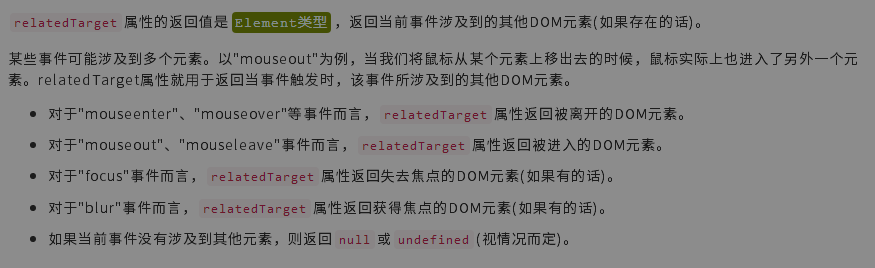 relatedTarget 属性的返回值是 Element类型 ，返回当前事件涉及到的其他DOM元素(如果存在的话)。
某些事件可能涉及到多个元素。以"mouseout"为例，当我们将鼠标从某个元素上移出去的时候，鼠标实际上也进入了另外一个元
素。relatedTarget属性就用于返回当事件触发时，该事件所涉及到的其他DOM元素。
• 对于"mouseenter"、"mouseover"等事件而言， relatedTarget 属性返回被离开的DOM元素。
• 对于"mouseout"、"mouseleave"事件而言， relatedTarget 属性返回被进入的DOM元素。
• 对于"focus"事件而言， relatedTarget 属性返回失去焦点的DOM元素(如果有的话)。
• 对于"blur"事件而言， relatedTarget 属性返回获得焦点的DOM元素(如果有的话)。
• 如果当前事件没有涉及到其他元素，则返回 null 或 undefined (视情况而定)。